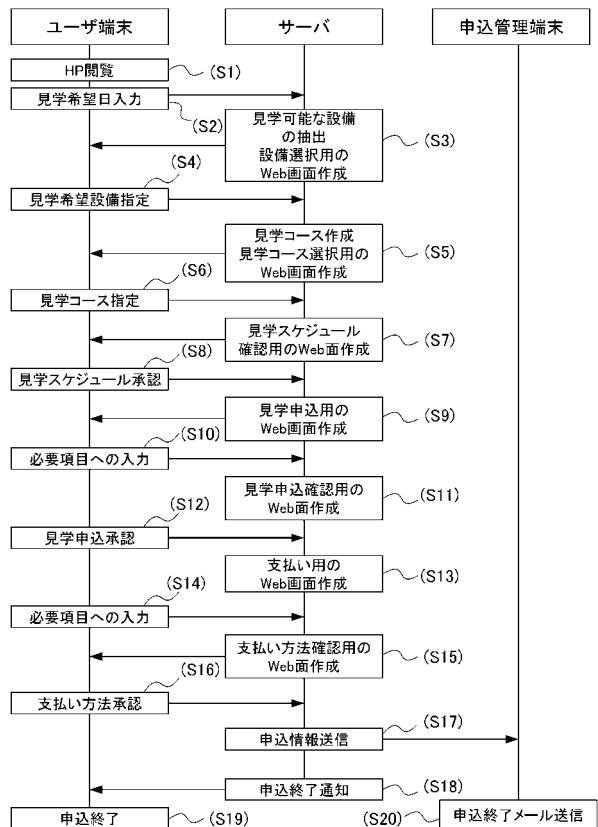 ユーザ端末
サーバ
申込管理端末
HP閲覧
(S1)
見学希望日入力
(S2)
見学可能な設備
の抽出
設備選択用の
Web画面作成
(S3)
(S4)
見学希望設備指定
見学コース作成
見学コース選択用の
Web画面作成
(S5)
(S6)
見学コース指定
見学スケジュール
確認用のWeb面作成
(S7)
(S8)
見学スケジュール承認
見学申込用の
Web画面作成
(S9)
(S10)
必要項目への入力
見学申込確認用の
Web面作成
(S11)
(S12)
見学申込承認
支払い用の
Web画面作成
(S13)
(S14)
必要項目への入力
支払い方法確認用の
Web面作成
(S15)
(S16)
支払い方法承認
(S17)
申込情報送信
申込終了通知
(S18)
申込終了
(S19)
(S20)
申込終了メール送信